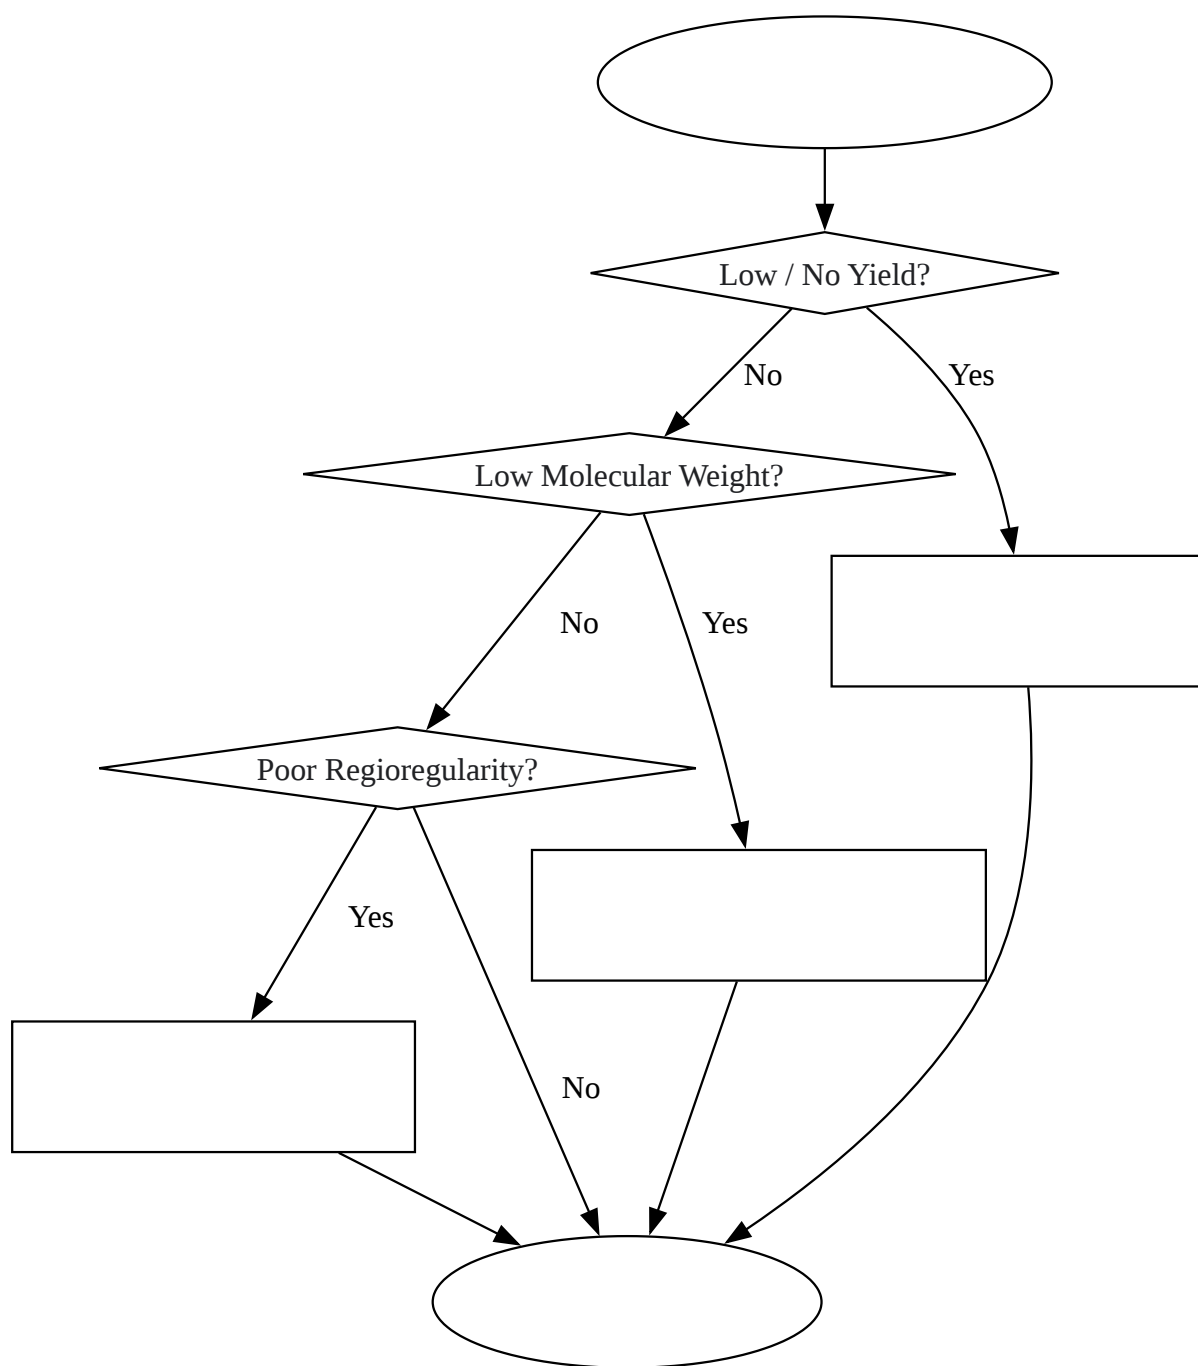 Low / No Yield?
No
Yes
Low Molecular Weight?
No
Yes
Poor Regioregularity?
Yes
No